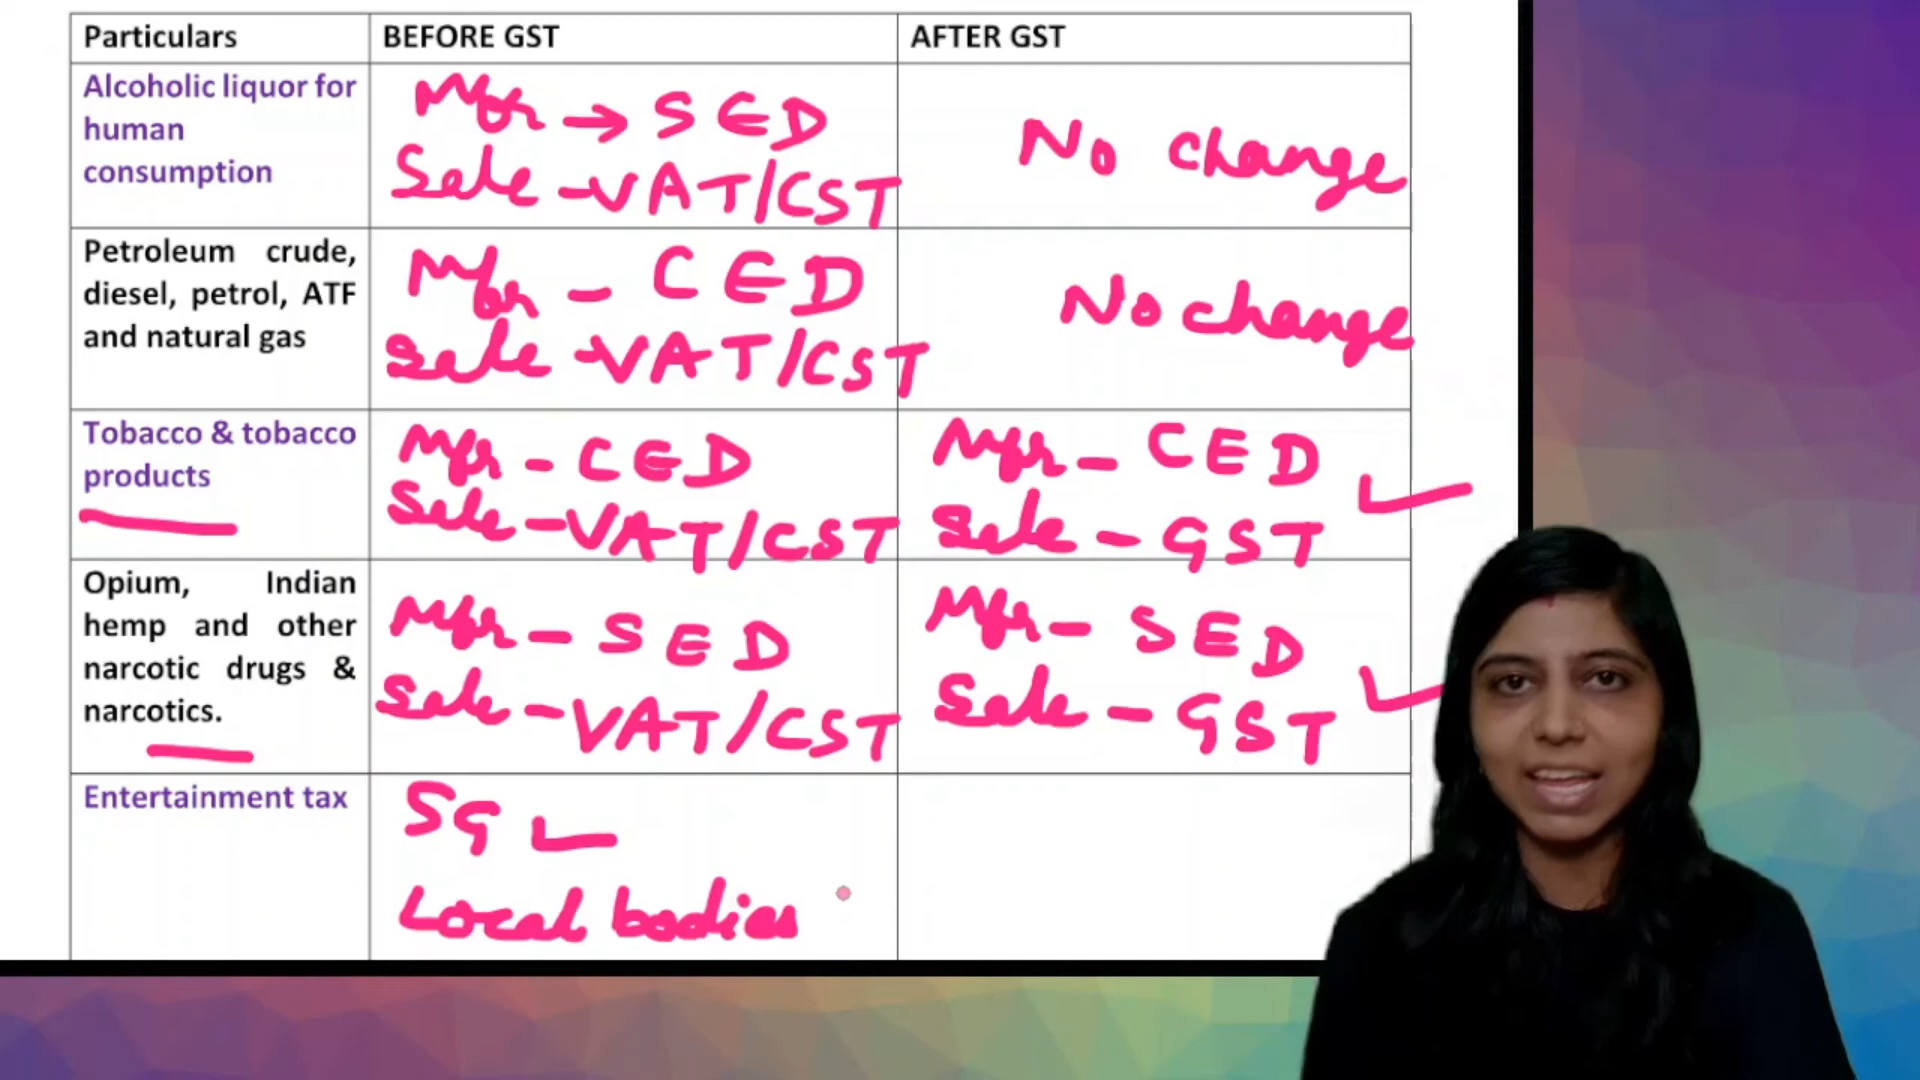 Particulars BEFORE GST AFTER GST
Alcoholic liquor for
human
consumption
Mfr → SED
Sale - VAT/CST
No change
Petroleum crude,
diesel, petrol, ATF
and natural gas
Mfr - CED
Sale - VAT/CST
No change
Tobacco & tobacco
products
Mfr - CED
Sale - VAT/CST
Mfr - CED
Sale - GST
Opium, Indian
hemp and other
narcotic drugs &
narcotics.
Mfr - SED
Sale - VAT/CST
Mfr - SED
Sale - GST
Entertainment tax
SG
Local bodies